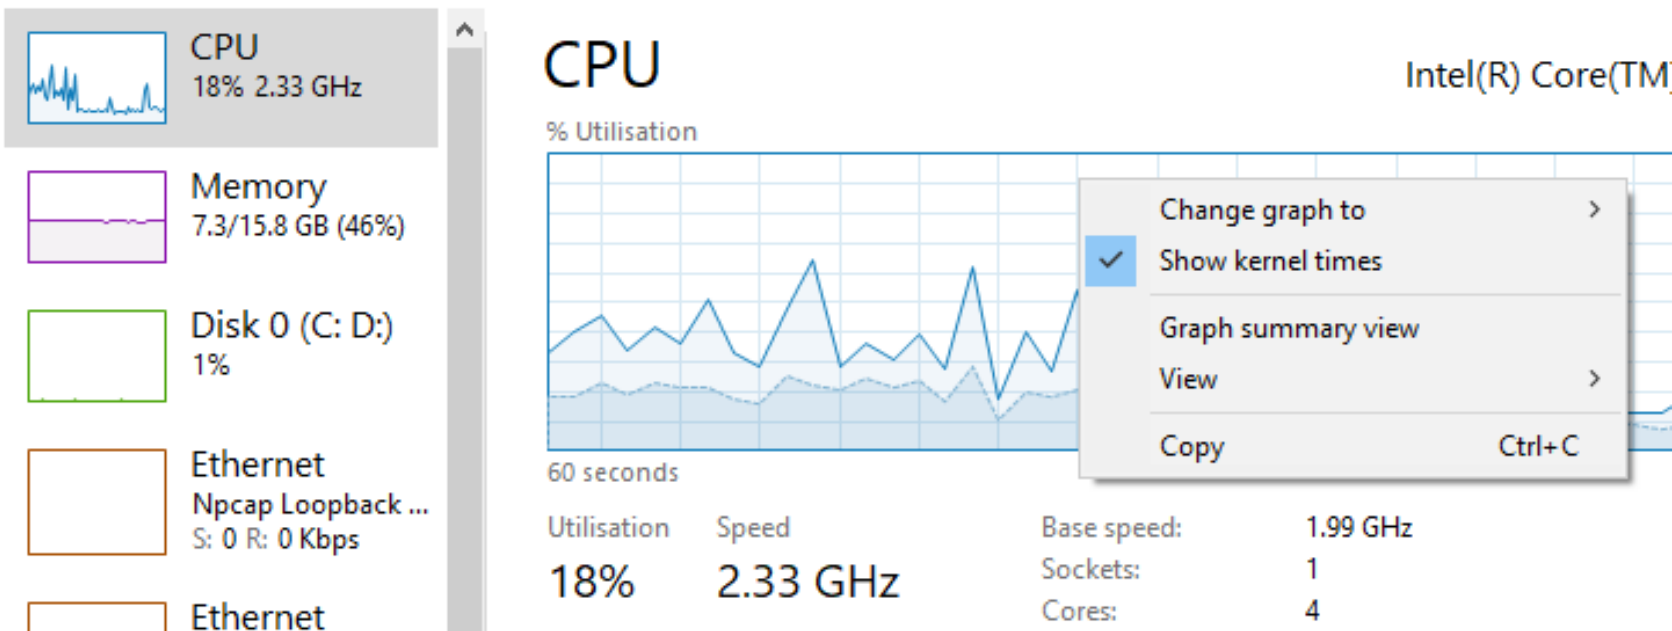 CPU
18% 2.33 GHz
Memory
7.3/15.8 GB (46%)
Disk 0 (C: D:)
1%
Ethernet
Npcap Loopback ...
S: 0 R: 0 Kbps
Ethernet
CPU
Intel(R) Core(TM)
% Utilisation
Change graph to
Show kernel times
Graph summary view
View
Copy Ctrl+C
60 seconds
Utilisation Speed
18% 2.33 GHz
Base speed: 1.99 GHz
Sockets: 1
Cores: 4